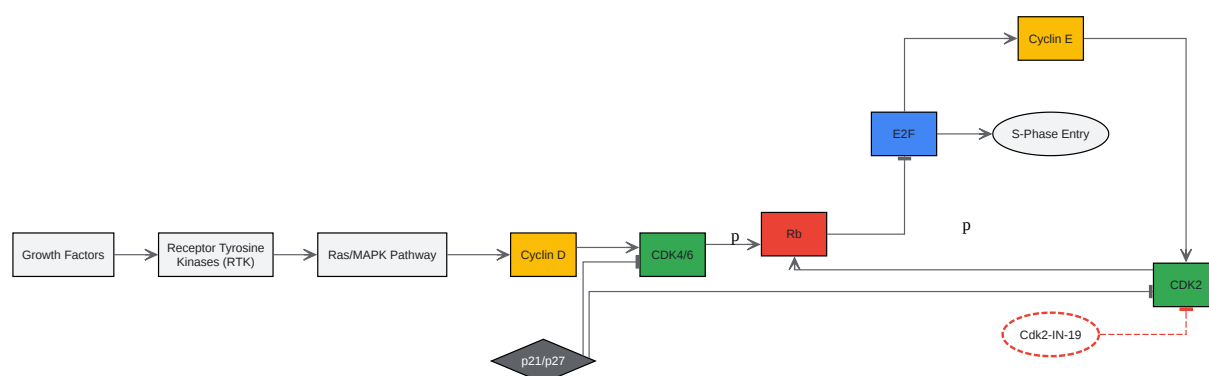 Cyclin E
E2F
S-Phase Entry
p
Rb
p
Growth Factors
Receptor Tyrosine
Kinases (RTK)
Ras/MAPK Pathway
Cyclin D
CDK4/6
CDK2
Cdk2-IN-19
p21/p27